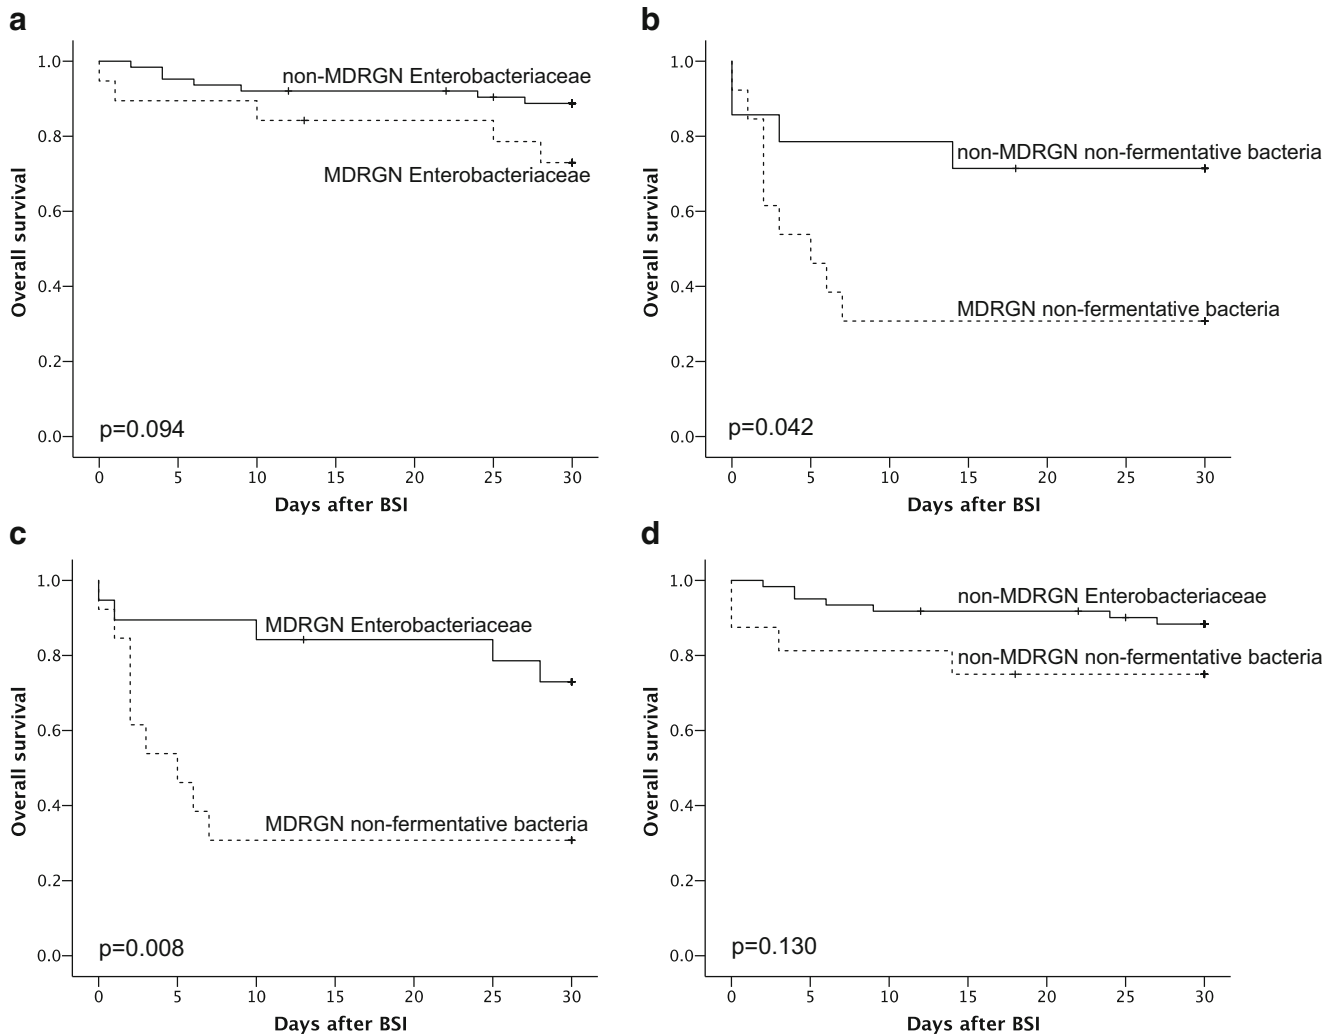 a
Overall survival
1.0
0.8
0.6
0.4
0.2
0.0
non-MDRGN Enterobacteriaceae
MDRGN Enterobacteriaceae
p=0.094
0 5 10 15 20 25 30
Days after BSI
b
Overall survival
1.0
0.8
0.6
0.4
0.2
0.0
non-MDRGN non-fermentative bacteria
MDRGN non-fermentative bacteria
p=0.042
0 5 10 15 20 25 30
Days after BSI
c
Overall survival
1.0
0.8
0.6
0.4
0.2
0.0
MDRGN Enterobacteriaceae
MDRGN non-fermentative bacteria
p=0.008
0 5 10 15 20 25 30
Days after BSI
d
Overall survival
1.0
0.8
0.6
0.4
0.2
0.0
non-MDRGN Enterobacteriaceae
non-MDRGN non-fermentative bacteria
p=0.130
0 5 10 15 20 25 30
Days after BSI